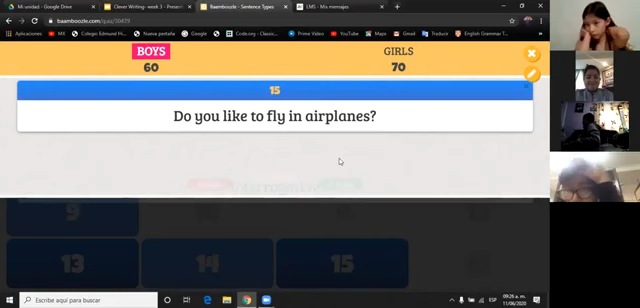 Mi unidad - Google Drive
Clever Writing- week 3 - Present
Baamboozle - Sentence Types
LMS - Mis mensajes
baamboozle.com/quiz/30419
Aplicaciones
MX
Colegio Edmund H
Nueva pestaña
Google
Code.org - Classic
Prime Video
YouTube
Maps
Gmail
Traducir
English Grammar T
BOYS
60
GIRLS
70
15
Do you like to fly in airplanes?
9
13
14
15
Escribe aquí para buscar
ESP
09:26 a. m.
11/06/2020